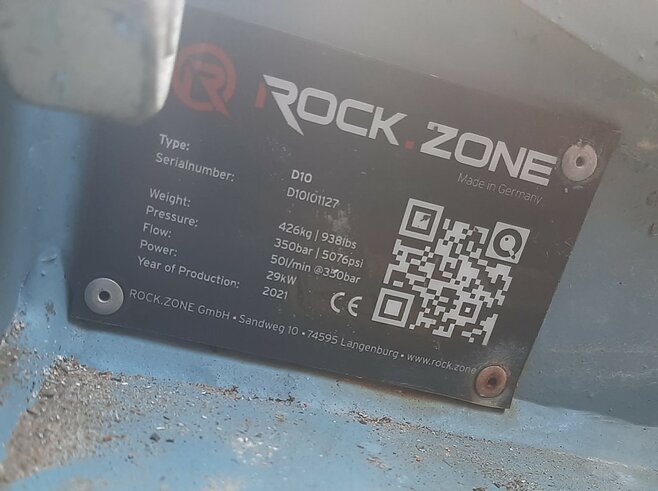 ROCK.ZONE
Made in Germany
Type: D10
Serialnumber: D10I01127
Weight: 426kg | 938lbs
Pressure: 350bar | 5076psi
Flow: 50l/min @350bar
Power: 29kW
Year of Production: 2021
CE
ROCK.ZONE GmbH • Sandweg 10 • 74595 Langenburg • www.rock.zone